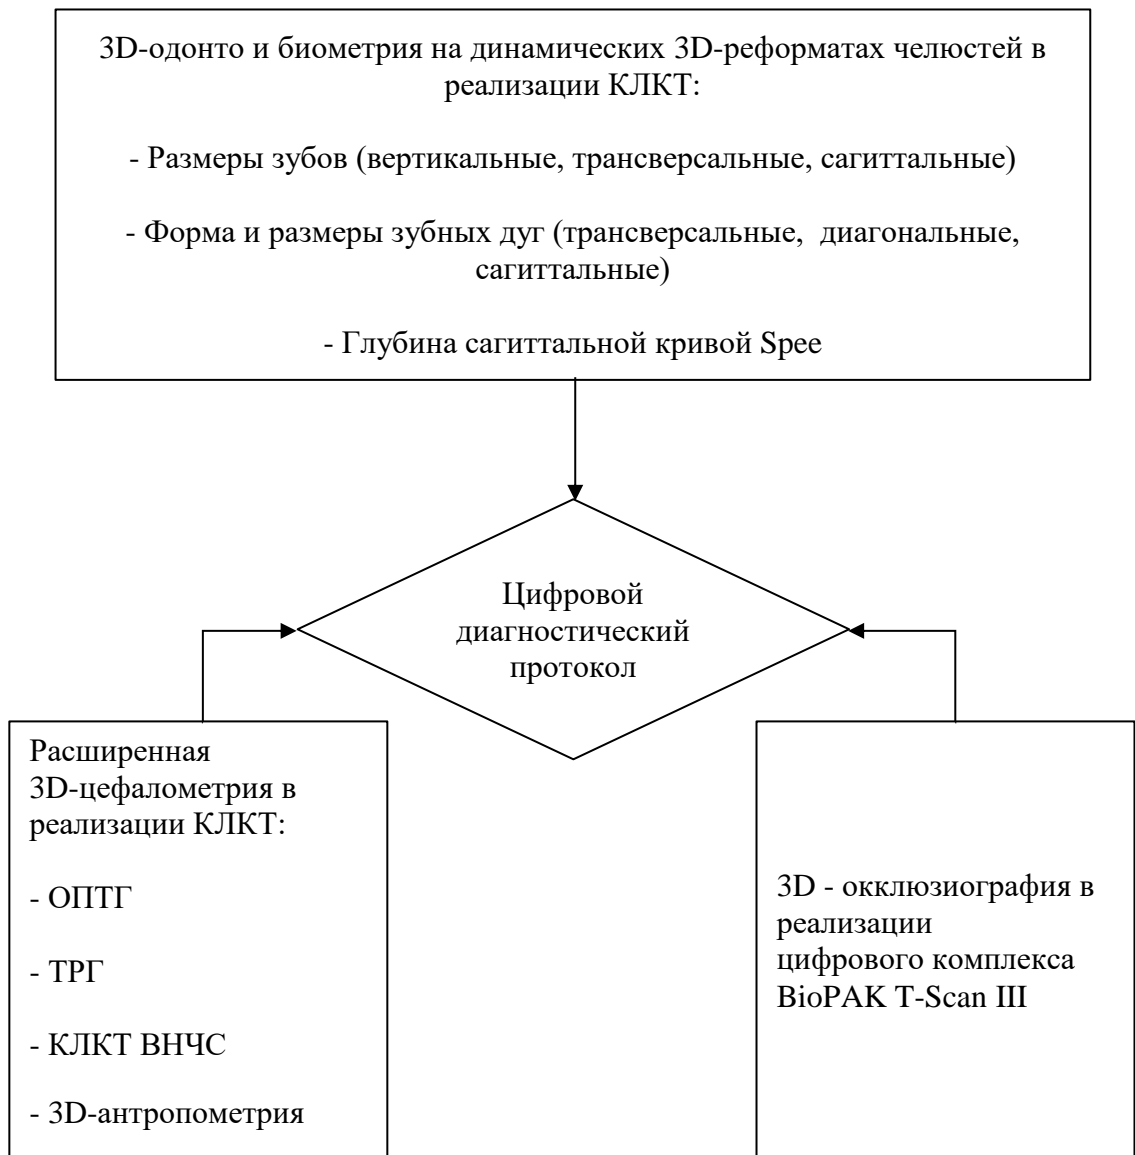 3D-одонто и биометрия на динамических 3D-реформатах челюстей в
реализации КЛКТ:
- Размеры зубов (вертикальные, трансверсальные, сагиттальные)
- Форма и размеры зубных дуг (трансверсальные, диагональные,
сагиттальные)
- Глубина сагиттальной кривой Spee
Цифровой
диагностический
протокол
Расширенная
3D-цефалометрия в
реализации КЛКТ:
- ОПТГ
- ТРГ
- КЛКТ ВНЧС
- 3D-антропометрия
3D - окклюзиография в
реализации
цифрового комплекса
BioPAK T-Scan III